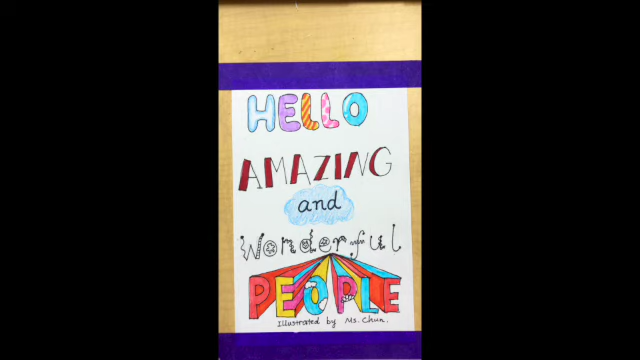 HELLO
AMAZING
and
Wonderful
PEOPLE
Illustrated by Ms. Chun.